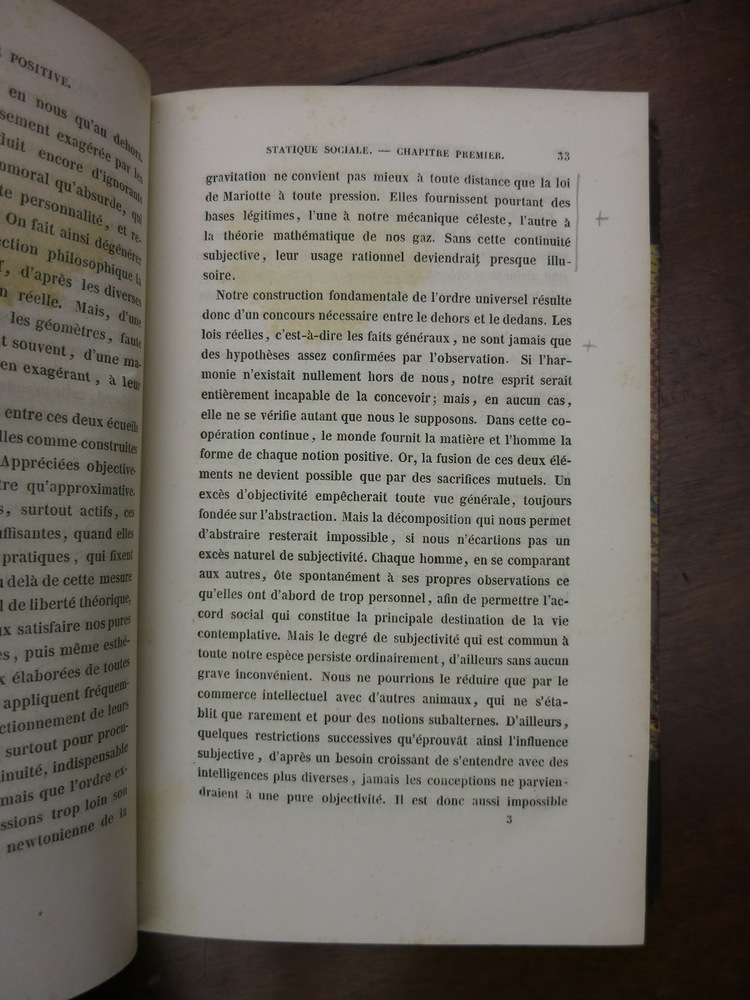 POSITIVE.
en nous qu'au dehors,
sement exagérée par les
duit encore d'ignorants
mmoral qu'absurde, qui
te personnalité, et re-
On fait ainsi dégénérer
ction philosophique la
f, d'après les diverses
n réelle. Mais, d'une
les géomètres, faute
t souvent, d'une ma-
en exagérant, à leur
entre ces deux écueils
lles comme construites
Appréciées objective-
tre qu'approximative.
s, surtout actifs, ces
uffisantes, quand elles
pratiques, qui fixent
u delà de cette mesure
l de liberté théorique,
ux satisfaire nos pures
es, puis même esthé-
x élaborées de toutes
appliquent fréquem-
ctionnement de leurs
surtout pour procu-
inuité, indispensable
mais que l'ordre ex-
ssions trop loin son
newtonienne de la
STATIQUE SOCIALE. — CHAPITRE PREMIER. 33
gravitation ne convient pas mieux à toute distance que la loi
de Mariotte à toute pression. Elles fournissent pourtant des
bases légitimes, l'une à notre mécanique céleste, l'autre à
la théorie mathématique de nos gaz. Sans cette continuité
subjective, leur usage rationnel deviendrait presque illu-
soire.
Notre construction fondamentale de l'ordre universel résulte
donc d'un concours nécessaire entre le dehors et le dedans. Les
lois réelles, c'est-à-dire les faits généraux, ne sont jamais que
des hypothèses assez confirmées par l'observation. Si l'har-
monie n'existait nullement hors de nous, notre esprit serait
entièrement incapable de la concevoir; mais, en aucun cas,
elle ne se vérifie autant que nous le supposons. Dans cette co-
opération continue, le monde fournit la matière et l'homme la
forme de chaque notion positive. Or, la fusion de ces deux élé-
ments ne devient possible que par des sacrifices mutuels. Un
excès d'objectivité empêcherait toute vue générale, toujours
fondée sur l'abstraction. Mais la décomposition qui nous permet
d'abstraire resterait impossible, si nous n'écartions pas un
excès naturel de subjectivité. Chaque homme, en se comparant
aux autres, ôte spontanément à ses propres observations ce
qu'elles ont d'abord de trop personnel, afin de permettre l'ac-
cord social qui constitue la principale destination de la vie
contemplative. Mais le degré de subjectivité qui est commun à
toute notre espèce persiste ordinairement, d'ailleurs sans aucun
grave inconvénient. Nous ne pourrions le réduire que par le
commerce intellectuel avec d'autres animaux, qui ne s'éta-
blit que rarement et pour des notions subalternes. D'ailleurs,
quelques restrictions successives qu'éprouvât ainsi l'influence
subjective, d'après un besoin croissant de s'entendre avec des
intelligences plus diverses, jamais les conceptions ne parvien-
draient à une pure objectivité. Il est donc aussi impossible
3